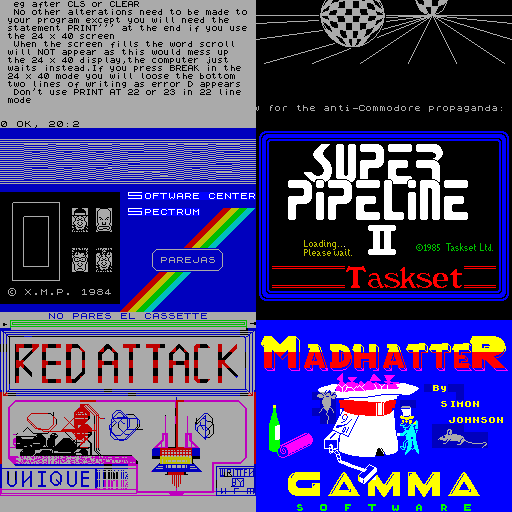 eg after CLS or CLEAR
No other alterations need to be made to
your program except you will need the
statement PRINT''' at the end if you use
the 24 x 40 screen
When the screen fills the word scroll
will NOT appear as this would mess up
the 24 x 40 display,the computer just
waits instead.If you press BREAK in the
24 x 40 mode you will loose the bottom
two lines of writing as error D appears
Don't use PRINT AT 22 or 23 in 22 line
mode
0 OK, 20:2
for the anti-Commodore propaganda:
PAREJAS
SOFTWARE CENTER
SPECTRUM
PAREJAS
© X.M.P. 1984
SUPER
PIPELINE
II
Loading...
Please wait.
©1985 Taskset Ltd.
Taskset
NO PARES EL CASSETTE
RED ATTACK
UNIQUE
WRITTEN
BY
MADHATTER
By
SIMON
JOHNSON
GAMMA
SOFTWARE